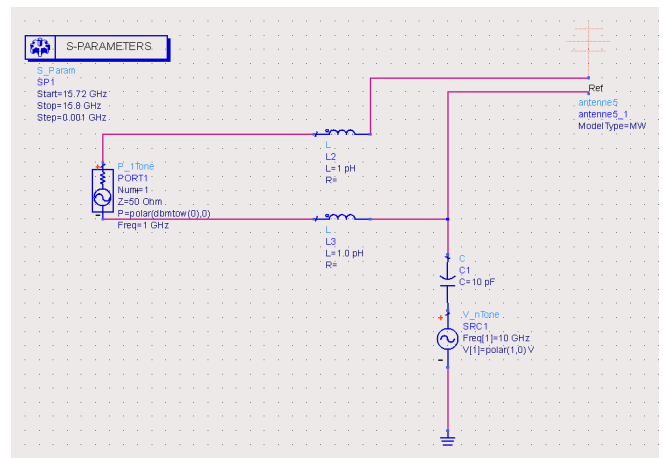 S-PARAMETERS
S_Param
SP1
Start=15.72 GHz
Stop=15.8 GHz
Step=0.001 GHz
Ref
antenne5
antenne5_1
ModelType=MW
L
L2
L=1 pH
R=
P_1Tone
PORT1
Num=1
Z=50 Ohm
P=polar(dbmtow(0),0)
Freq=1 GHz
L
L3
L=1.0 pH
R=
C
C1
C=10 pF
V_nTone
SRC1
Freq[1]=10 GHz
V[1]=polar(1,0) V